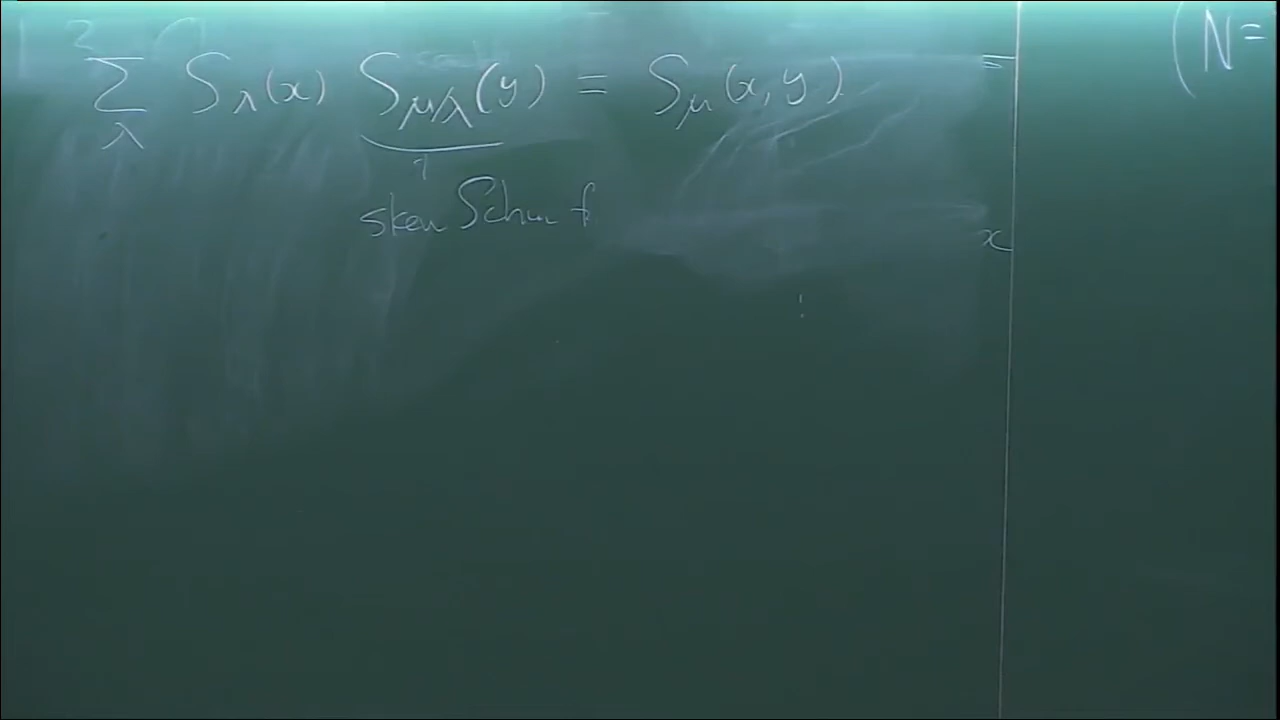 ∑_λ S_λ(x) S_{μ/λ}(y) = S_μ(x,y).
skew Schur f
=
x
(N=